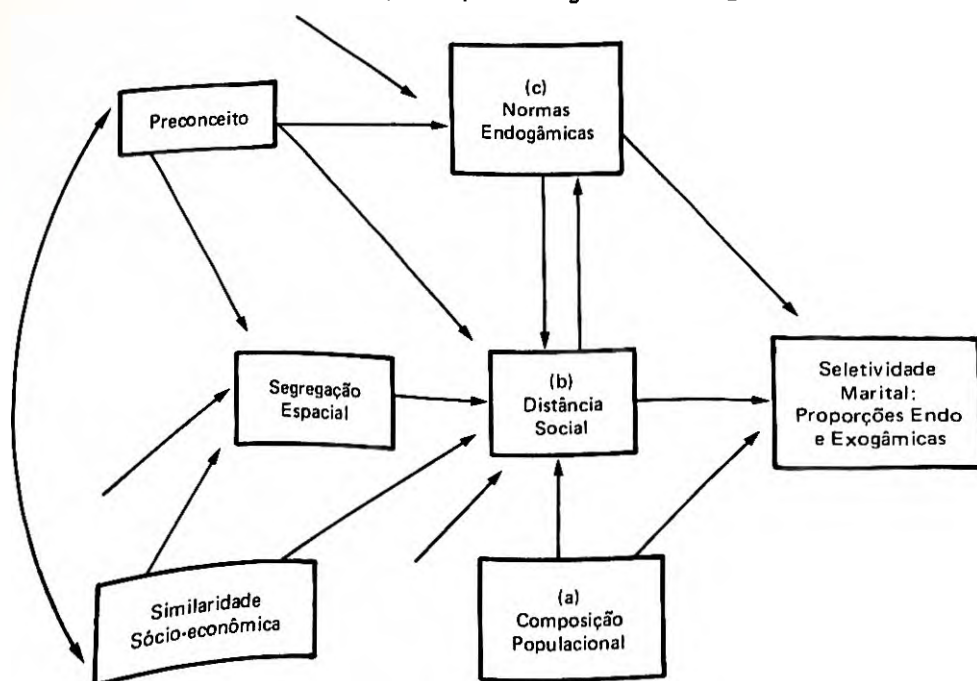 (c)
Normas
Endogâmicas
Preconceito
Segregação
Espacial
(b)
Distância
Social
Seletividade
Marital:
Proporções Endo
e Exogâmicas
Similaridade
Sócio-econômica
(a)
Composição
Populacional